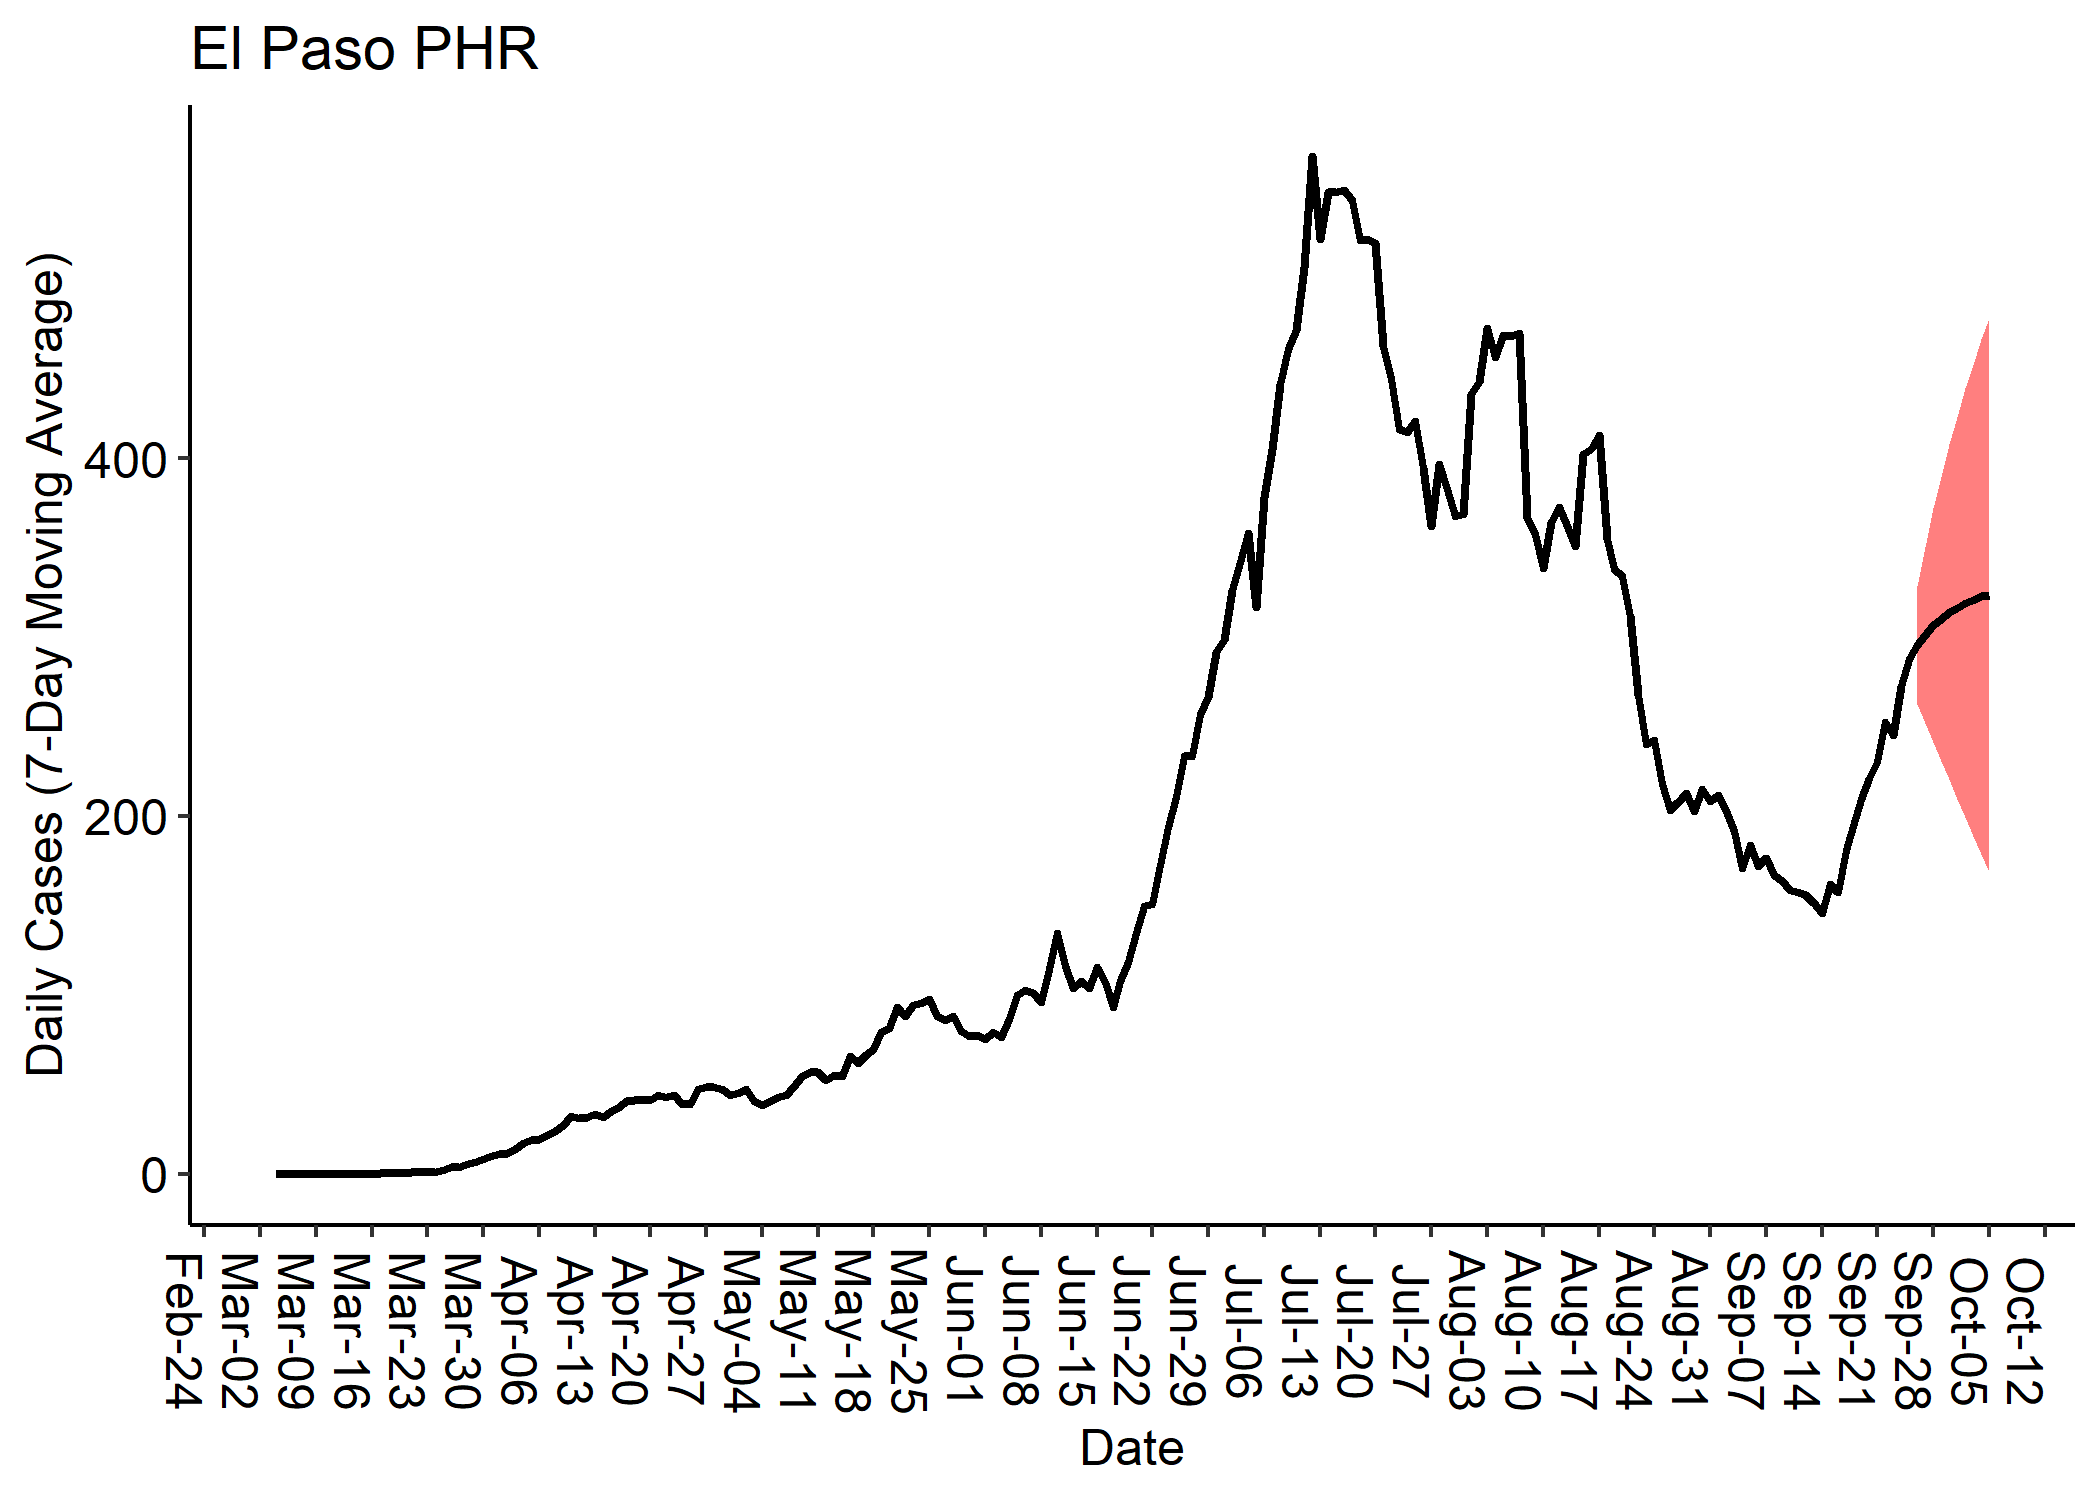 El Paso PHR
Daily Cases (7-Day Moving Average)
400
200
0
Feb-24
Mar-02
Mar-09
Mar-16
Mar-23
Mar-30
Apr-06
Apr-13
Apr-20
Apr-27
May-04
May-11
May-18
May-25
Jun-01
Jun-08
Jun-15
Jun-22
Jun-29
Jul-06
Jul-13
Jul-20
Jul-27
Aug-03
Aug-10
Aug-17
Aug-24
Aug-31
Sep-07
Sep-14
Sep-21
Sep-28
Oct-05
Oct-12
Date